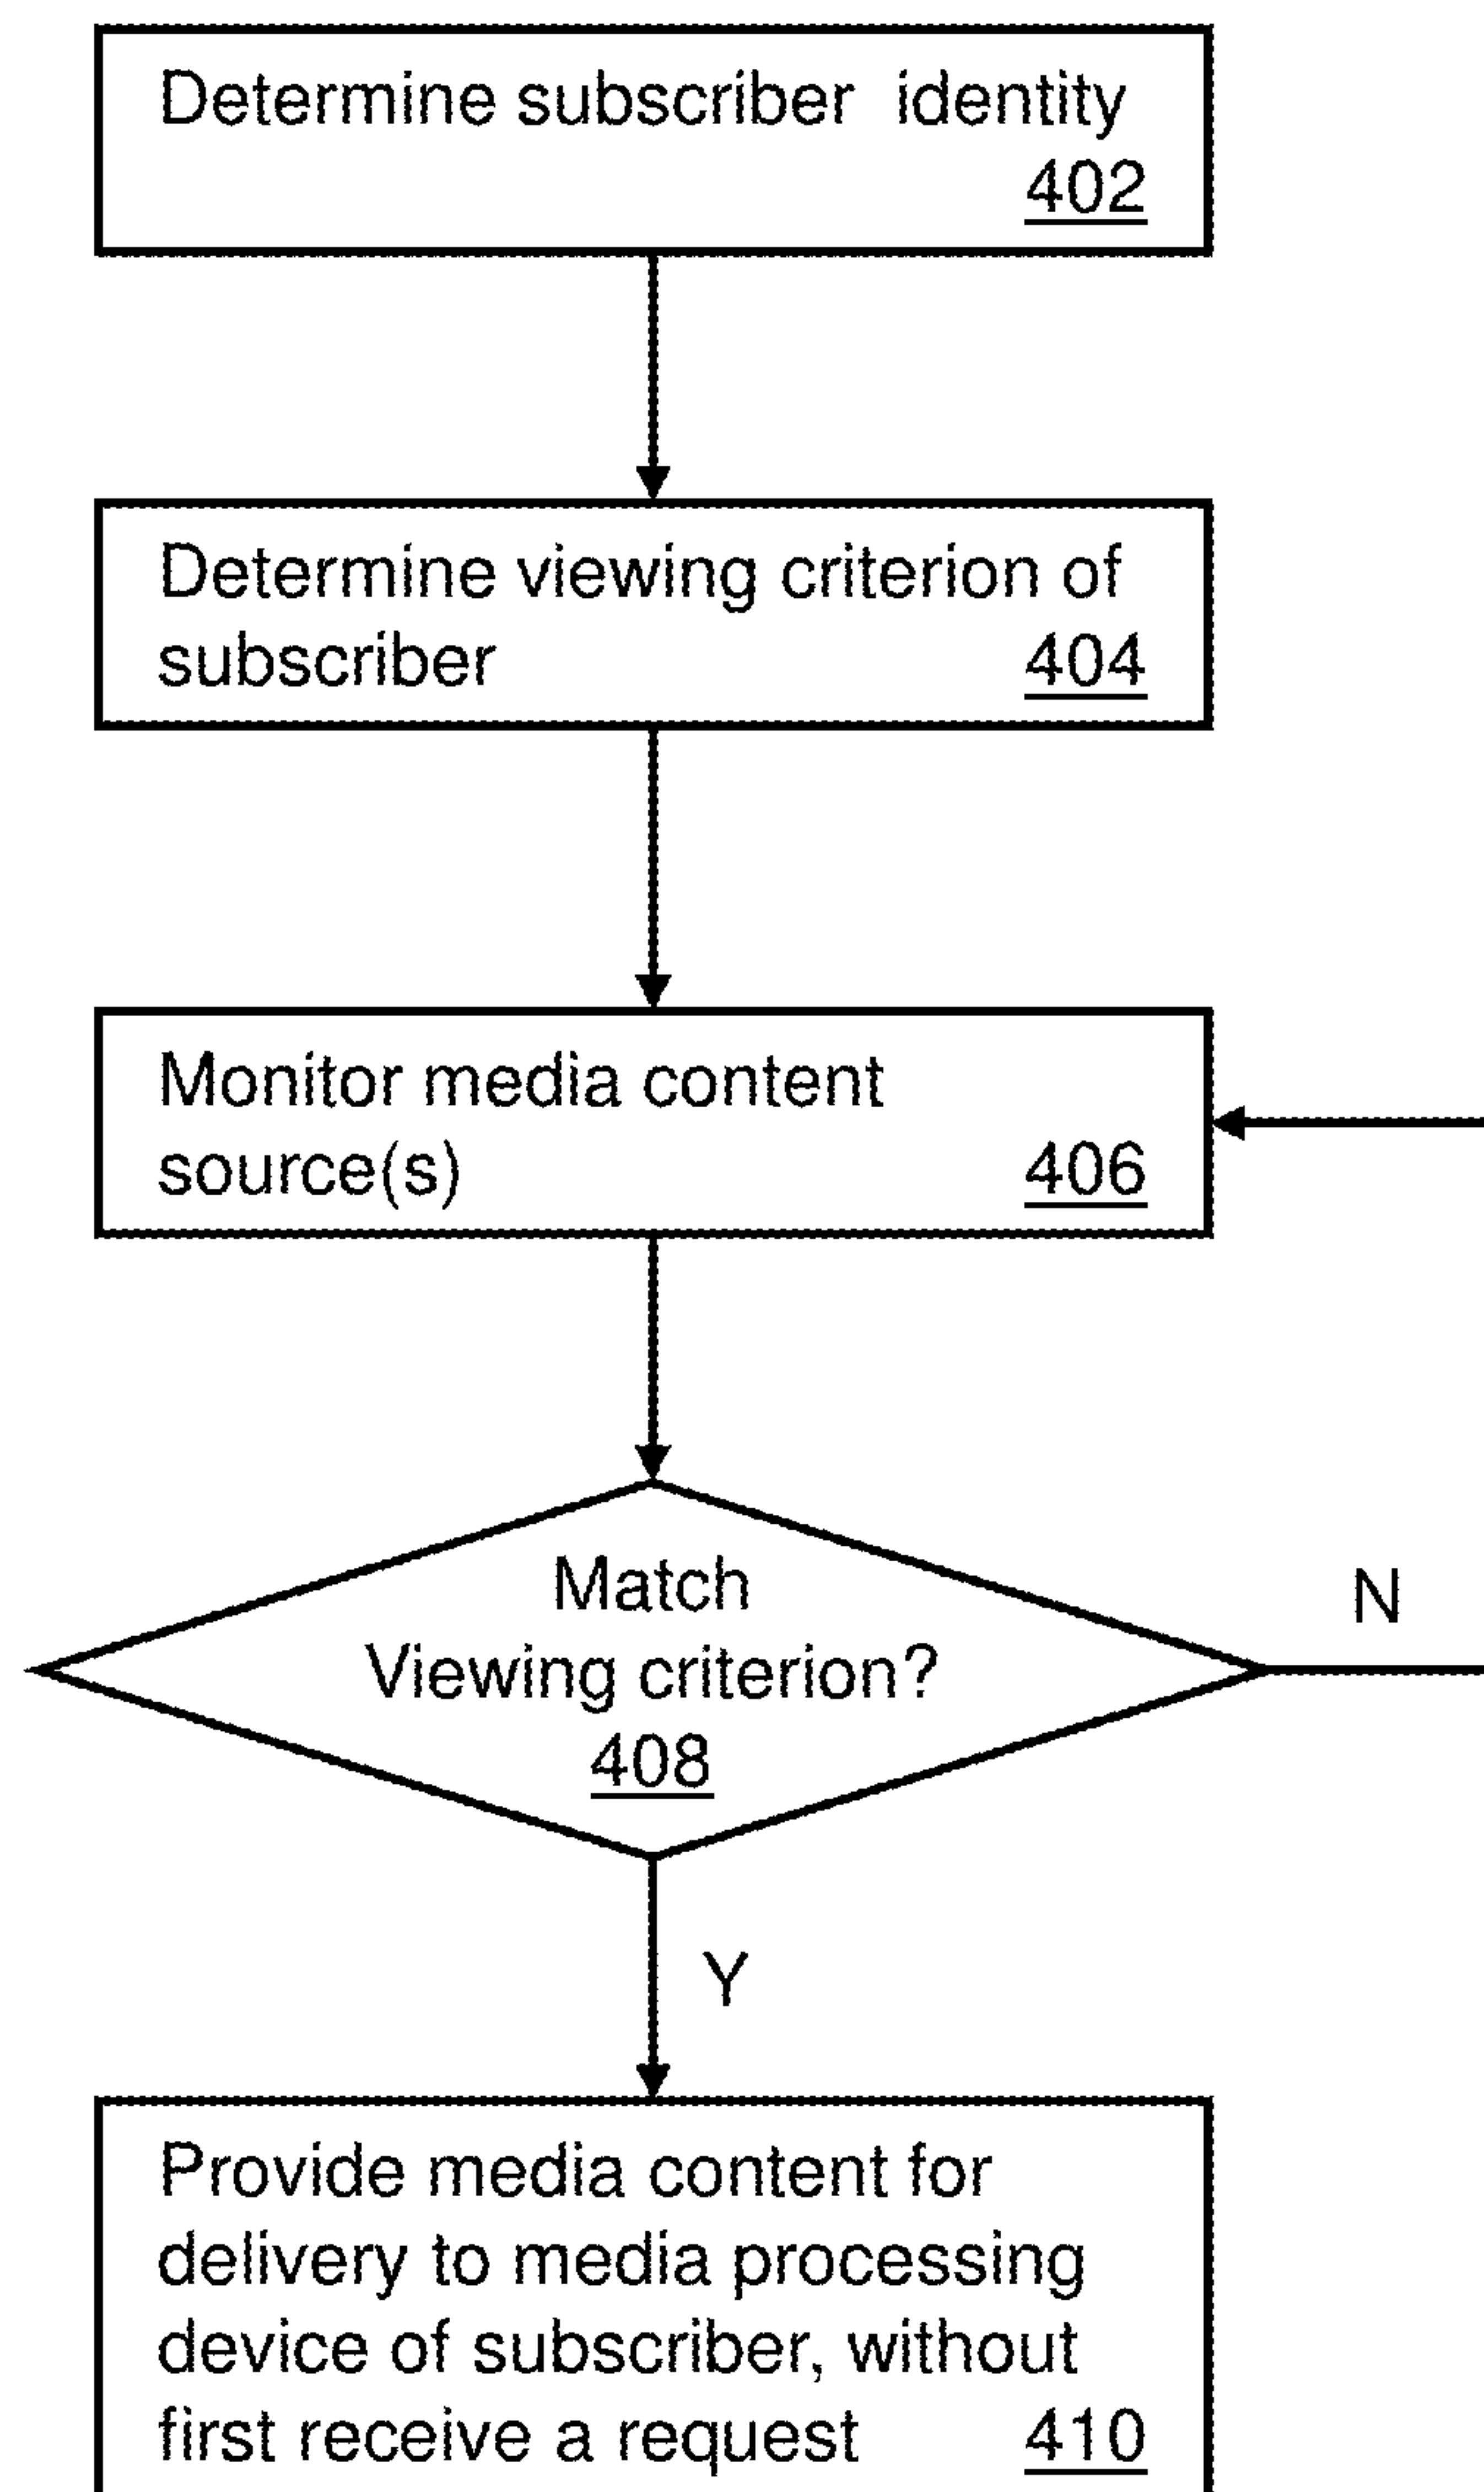 Determine subscriber identity
402
Determine viewing criterion of
subscriber 404
Monitor media content
source(s) 406
Match
Viewing criterion?
408
N
Y
Provide media content for
delivery to media processing
device of subscriber, without
first receive a request 410